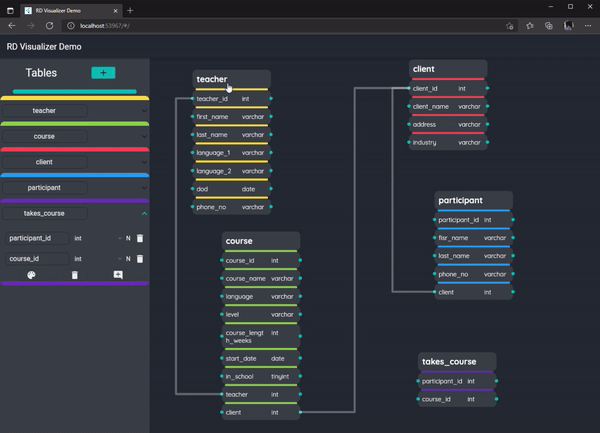 RD Visualizer Demo
localhost:53967/#/
RD Visualizer Demo
Tables
+
teacher
course
client
participant
takes_course
participant_id int N
course_id int N
teacher
teacher_id int
first_name varchar
last_name varchar
language_1 varchar
language_2 varchar
dod date
phone_no varchar
course
course_id int
course_name varchar
language varchar
level varchar
course_lengt int
h_weeks
start_date date
in_school tinyint
teacher int
client int
client
client_id int
client_name varchar
address varchar
industry varchar
participant
participant_id int
fisr_name varchar
last_name varchar
phone_no varchar
client int
takes_course
participant_id int
course_id int